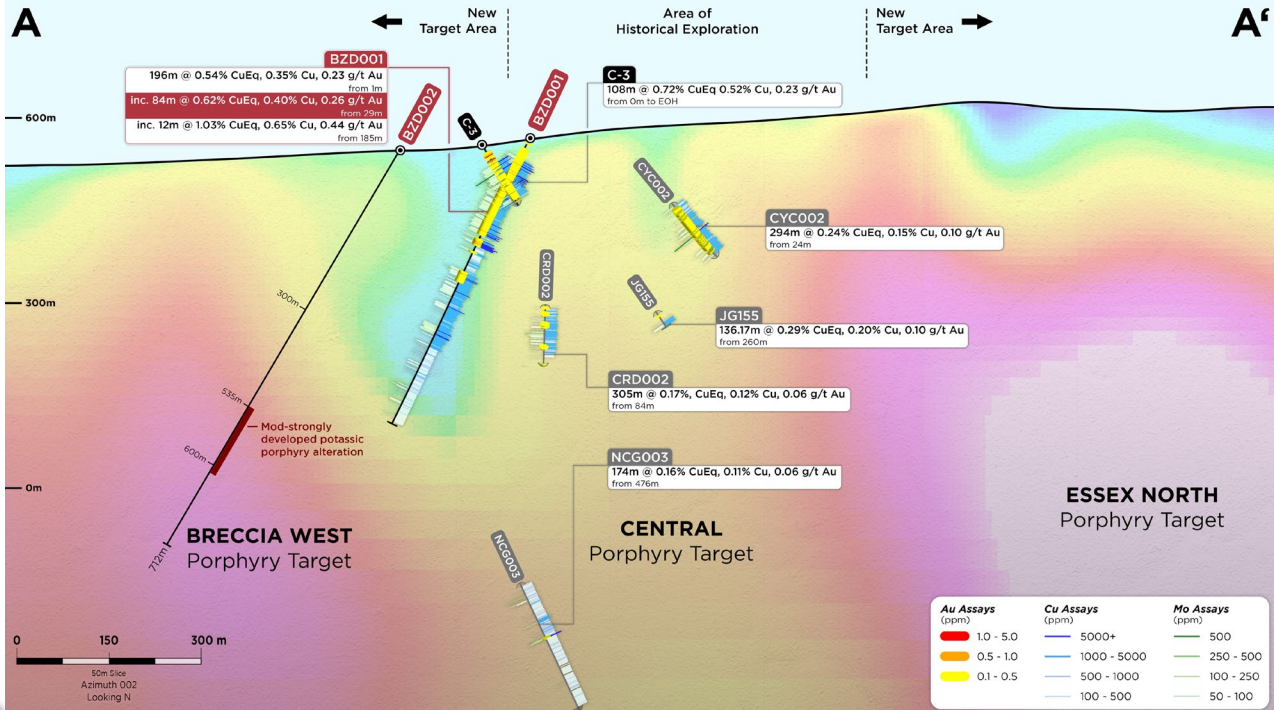 A
New
Target Area
Area of
Historical Exploration
New
Target Area
A‘
BZD001
196m @ 0.54% CuEq, 0.35% Cu, 0.23 g/t Au
from 1m
inc. 84m @ 0.62% CuEq, 0.40% Cu, 0.26 g/t Au
from 29m
inc. 12m @ 1.03% CuEq, 0.65% Cu, 0.44 g/t Au
from 185m
BZD002
C-3
BZD001
C-3
108m @ 0.72% CuEq 0.52% Cu, 0.23 g/t Au
from 0m to EOH
600m
CYC002
CYC002
294m @ 0.24% CuEq, 0.15% Cu, 0.10 g/t Au
from 24m
CRD002
JG155
300m
300m
JG155
136.17m @ 0.29% CuEq, 0.20% Cu, 0.10 g/t Au
from 260m
CRD002
305m @ 0.17%, CuEq, 0.12% Cu, 0.06 g/t Au
from 84m
535m
Mod-strongly
developed potassic
porphyry alteration
600m
NCG003
174m @ 0.16% CuEq, 0.11% Cu, 0.06 g/t Au
from 476m
0m
712m
BRECCIA WEST
Porphyry Target
NCG003
CENTRAL
Porphyry Target
ESSEX NORTH
Porphyry Target
0 150 300 m
50m Slice
Azimuth 002
Looking N
Au Assays
(ppm)
1.0 - 5.0
0.5 - 1.0
0.1 - 0.5
Cu Assays
(ppm)
5000+
1000 - 5000
500 - 1000
100 - 500
Mo Assays
(ppm)
500
250 - 500
100 - 250
50 - 100